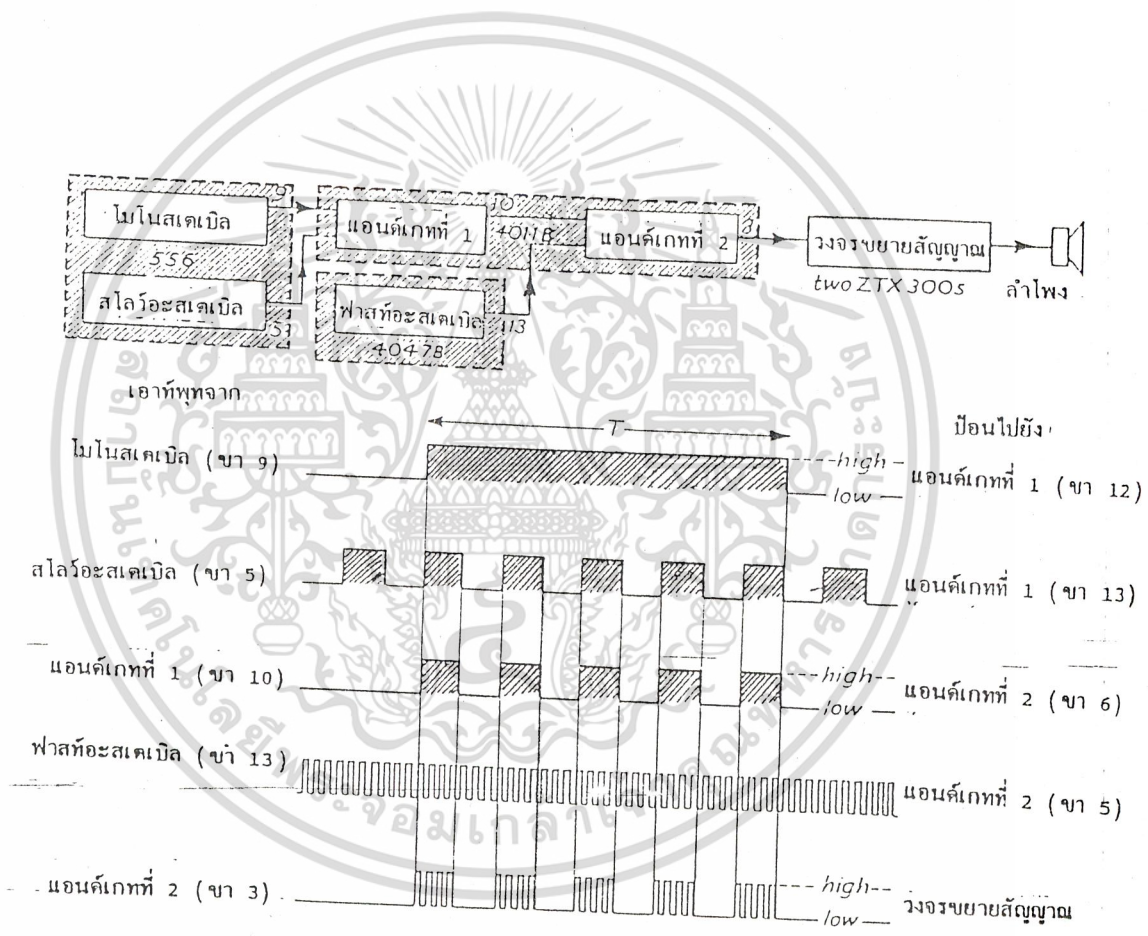 ไมโนสเตเบิล
9
แอนด์เกทที่ 1
10
4011B
แอนด์เกทที่ 2
3
วงจรขยายสัญญาณ
two ZTX 300s
ลำโพง
556
สโลว์อะสเตเบิล
5
ฟาสท์อะสเตเบิล
13
4047B
เอาท์พุทจาก
ป้อนไปยัง
T
ไมโนสเตเบิล (ขา 9)
high
low
แอนด์เกทที่ 1 (ขา 12)
สโลว์อะสเตเบิล (ขา 5)
แอนด์เกทที่ 1 (ขา 13)
แอนด์เกทที่ 1 (ขา 10)
high
low
แอนด์เกทที่ 2 (ขา 6)
ฟาสท์อะสเตเบิล (ขา 13)
แอนด์เกทที่ 2 (ขา 5)
แอนด์เกทที่ 2 (ขา 3)
high
low
วงจรขยายสัญญาณ